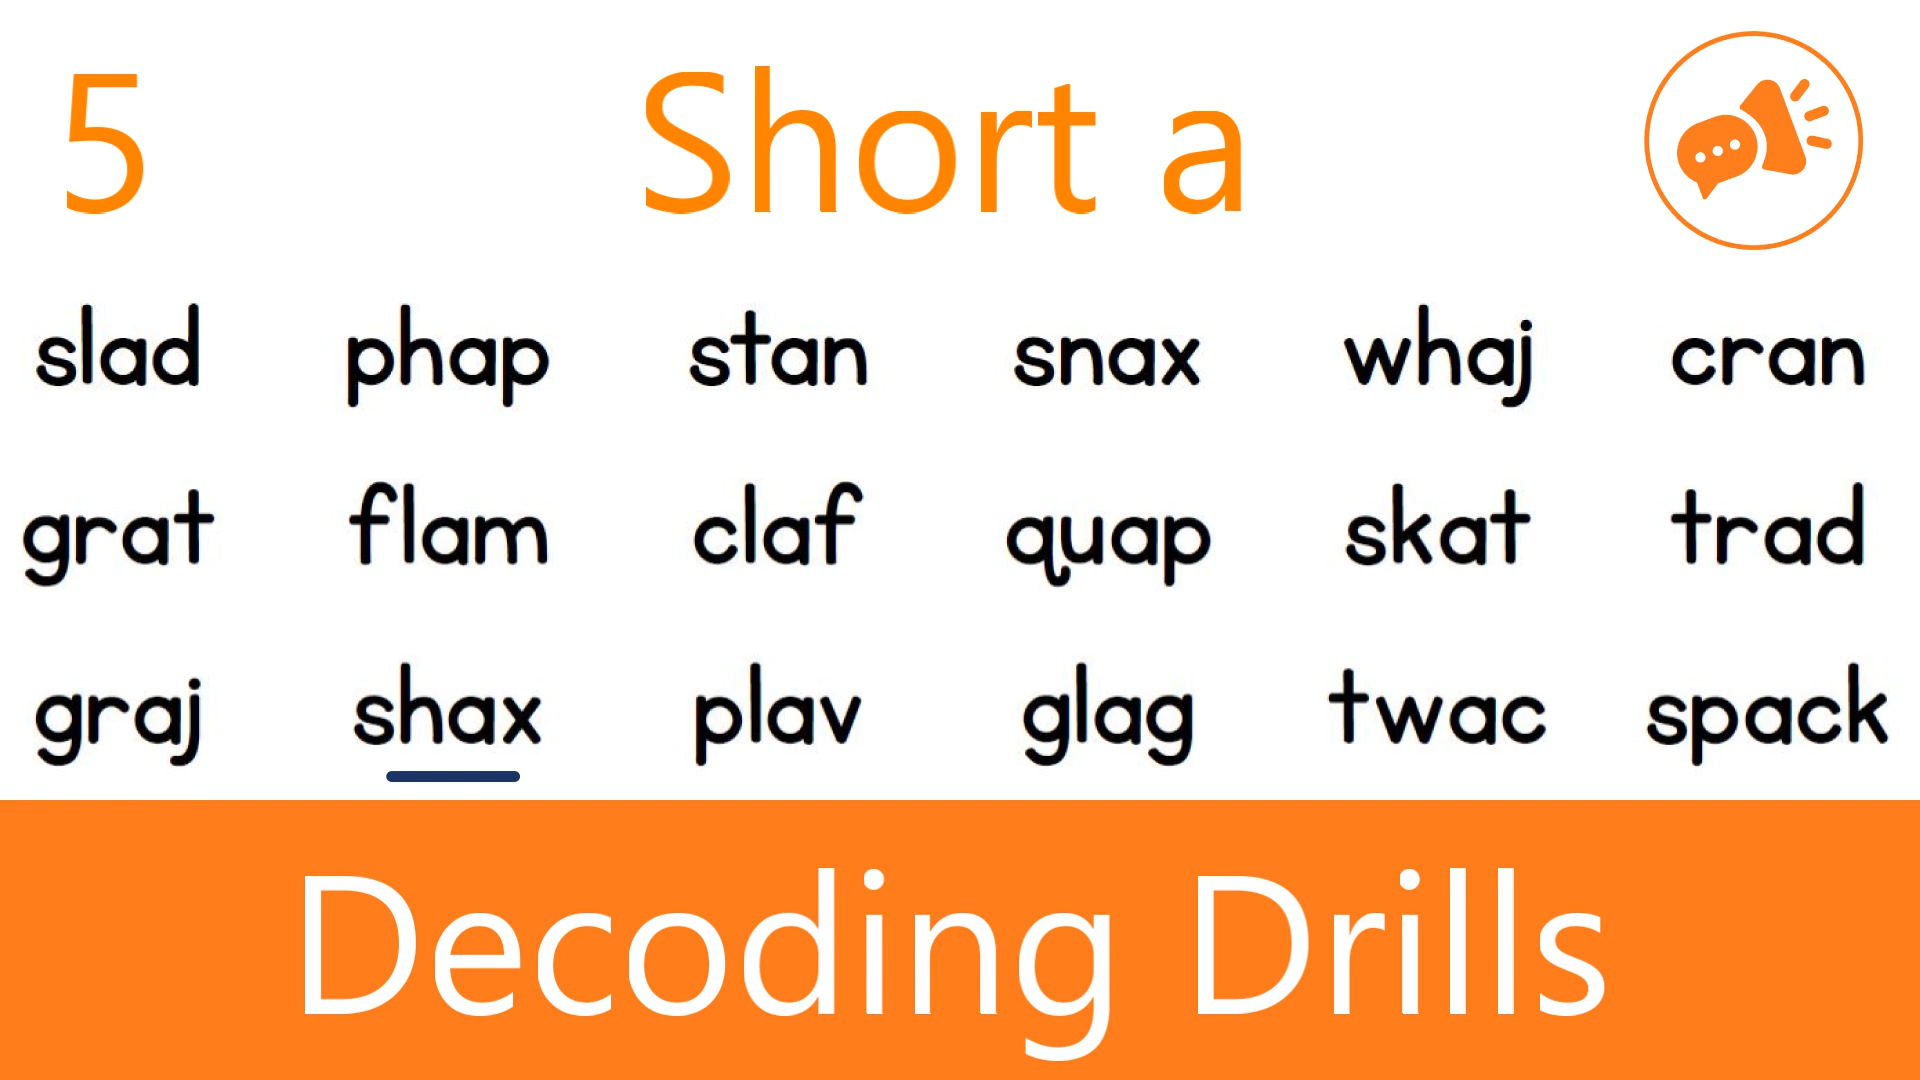 5 Short a
slad phap stan snax whaj cran
grat flam claf quap skat trad
graj shax plav glag twac spack
Decoding Drills